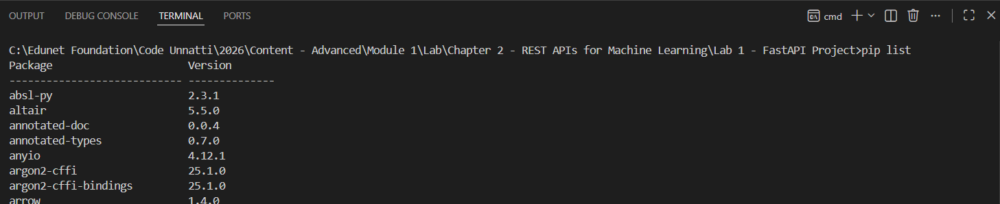 OUTPUT DEBUG CONSOLE TERMINAL PORTS cmd
C:\Edunet Foundation\Code Unnatti\2026\Content - Advanced\Module 1\Lab\Chapter 2 - REST APIs for Machine Learning\Lab 1 - FastAPI Project>pip list
Package Version
---------------------------- --------------
absl-py 2.3.1
altair 5.5.0
annotated-doc 0.0.4
annotated-types 0.7.0
anyio 4.12.1
argon2-cffi 25.1.0
argon2-cffi-bindings 25.1.0
arrow 1.4.0